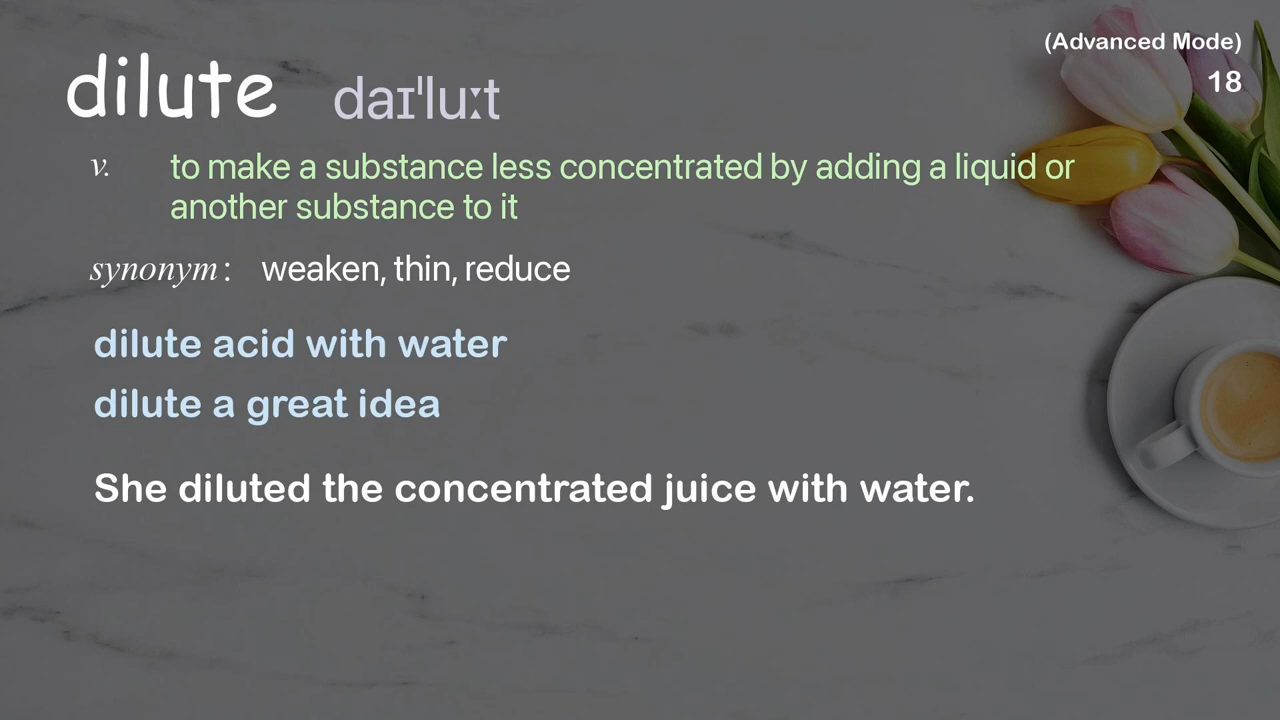 (Advanced Mode)
18
dilute daɪˈluːt
v. to make a substance less concentrated by adding a liquid or
another substance to it
synonym: weaken, thin, reduce
dilute acid with water
dilute a great idea
She diluted the concentrated juice with water.